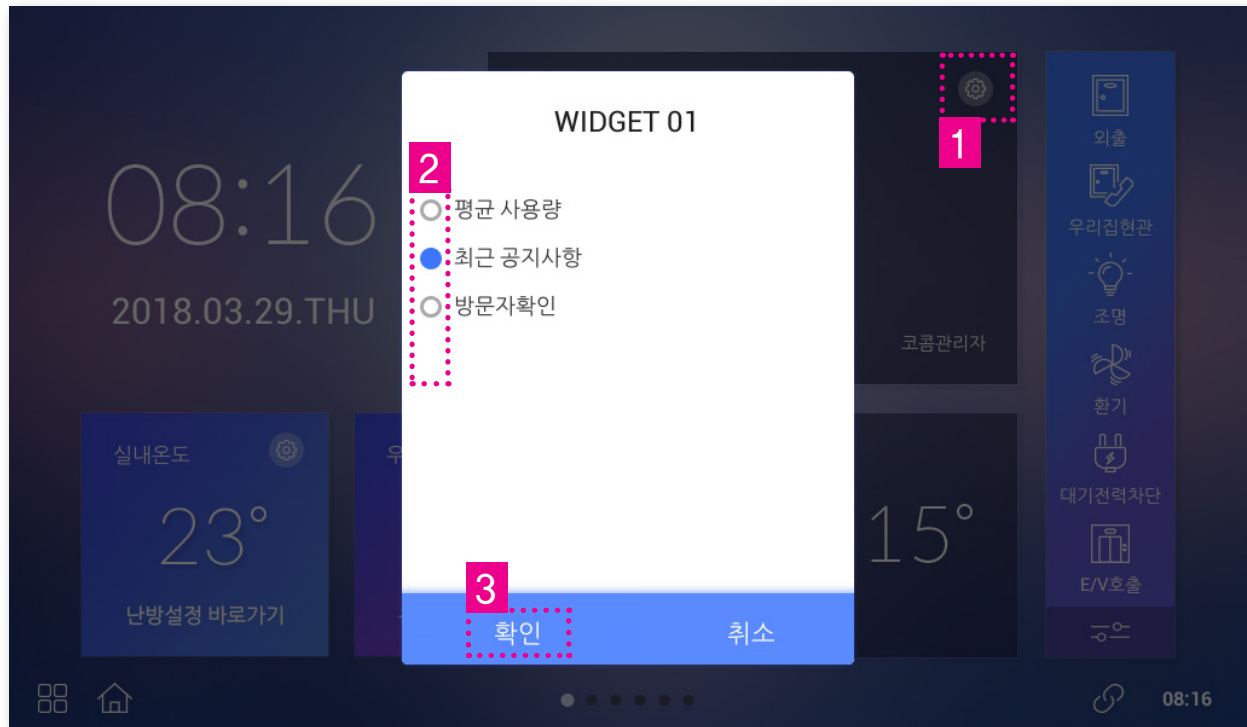 WIDGET 01
1
2
평균 사용량
최근 공지사항
방문자확인
3
확인
취소
08:16
2018.03.29.THU
코콤관리자
실내온도
23°
난방설정 바로가기
우
15°
외출
우리집현관
조명
환기
대기전력차단
E/V호출
08:16